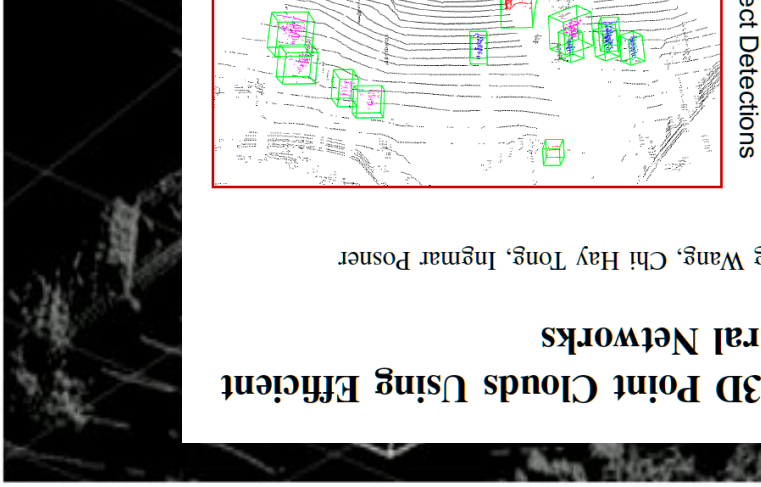 3D Point Clouds Using Efficient
ral Networks
g Wang, Chi Hay Tong, Ingmar Posner
ect Detections